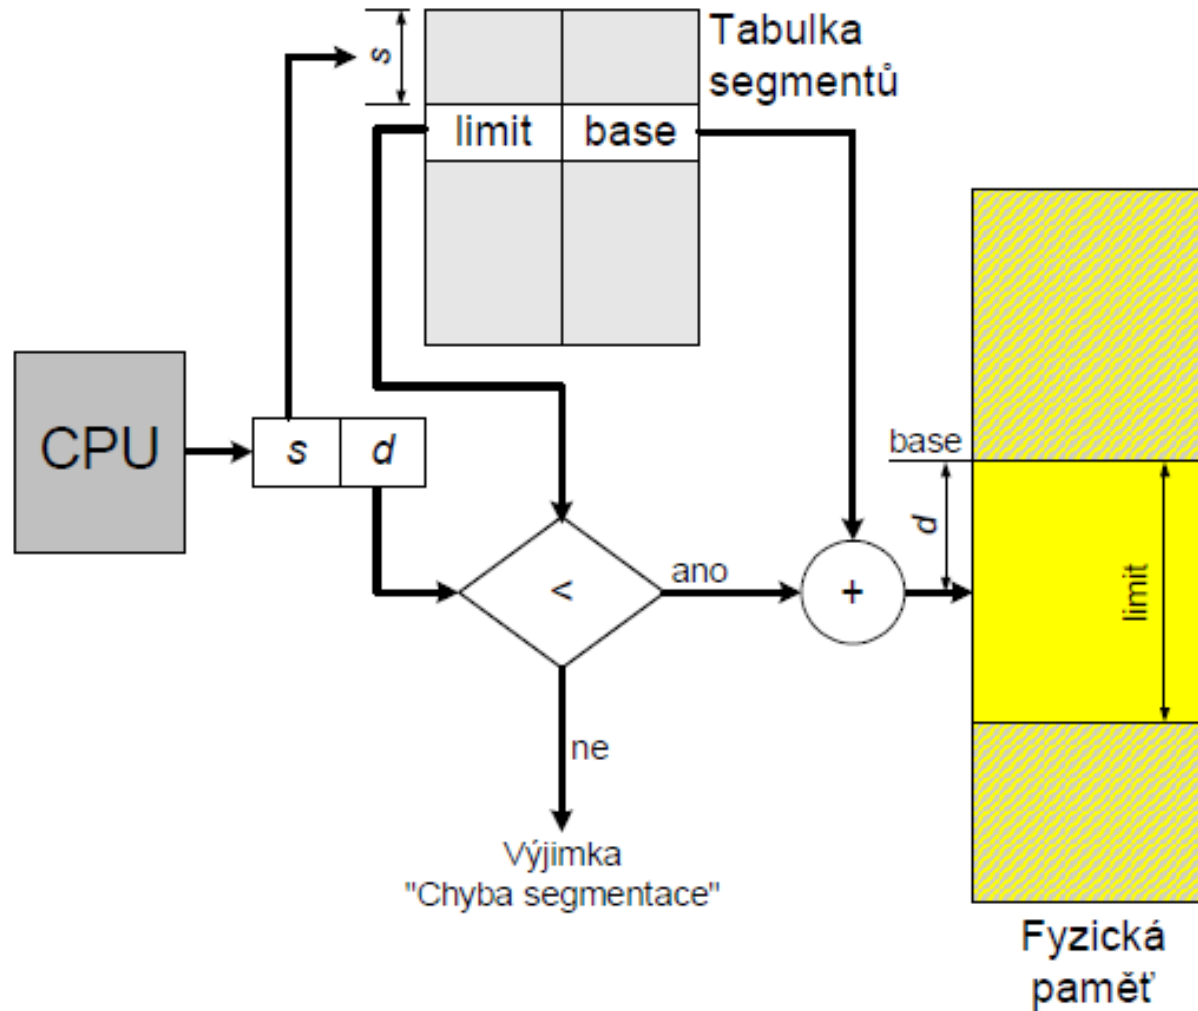 s
Tabulka
segmentů
limit
base
CPU
s
d
base
d
limit
<
ano
+
ne
Výjimka
"Chyba segmentace"
Fyzická
paměť